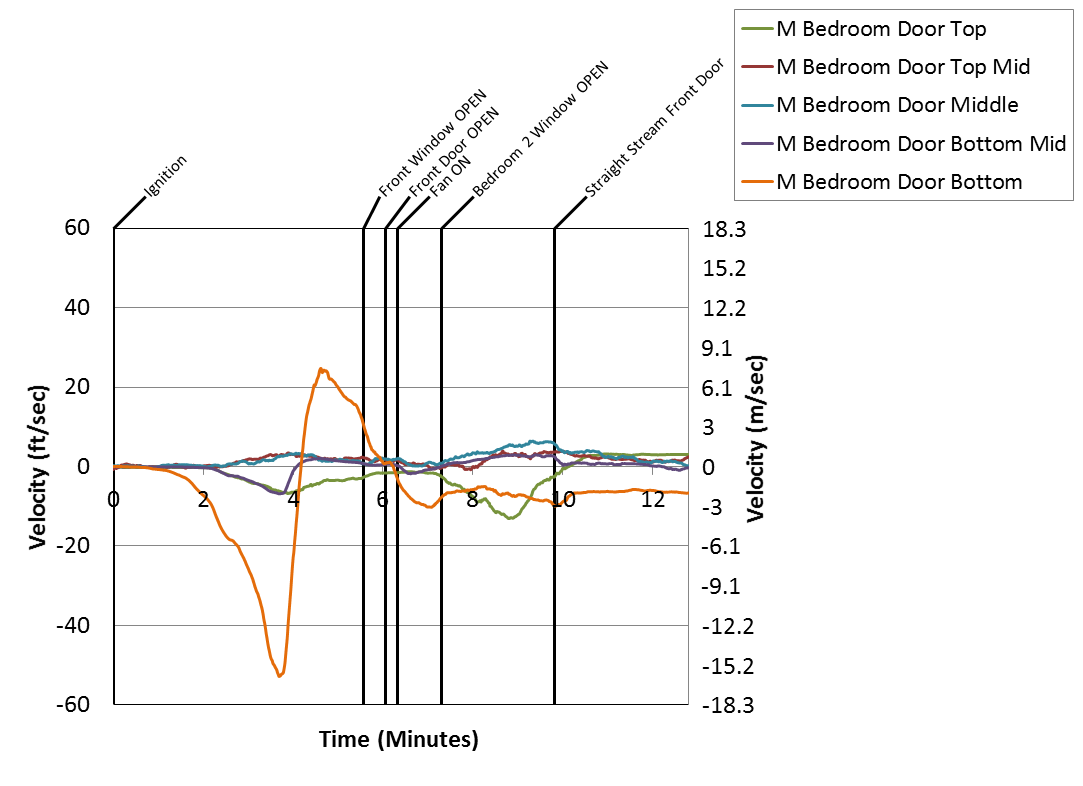 M Bedroom Door Top
M Bedroom Door Top Mid
M Bedroom Door Middle
M Bedroom Door Bottom Mid
M Bedroom Door Bottom
Ignition
Front Window OPEN
Front Door OPEN
Fan ON
Bedroom 2 Window OPEN
Straight Stream Front Door
60
40
20
0
-20
-40
-60
Velocity (ft/sec)
0 2 4 6 8 10 12
Time (Minutes)
18.3
15.2
12.2
9.1
6.1
3
0
-3
-6.1
-9.1
-12.2
-15.2
-18.3
Velocity (m/sec)